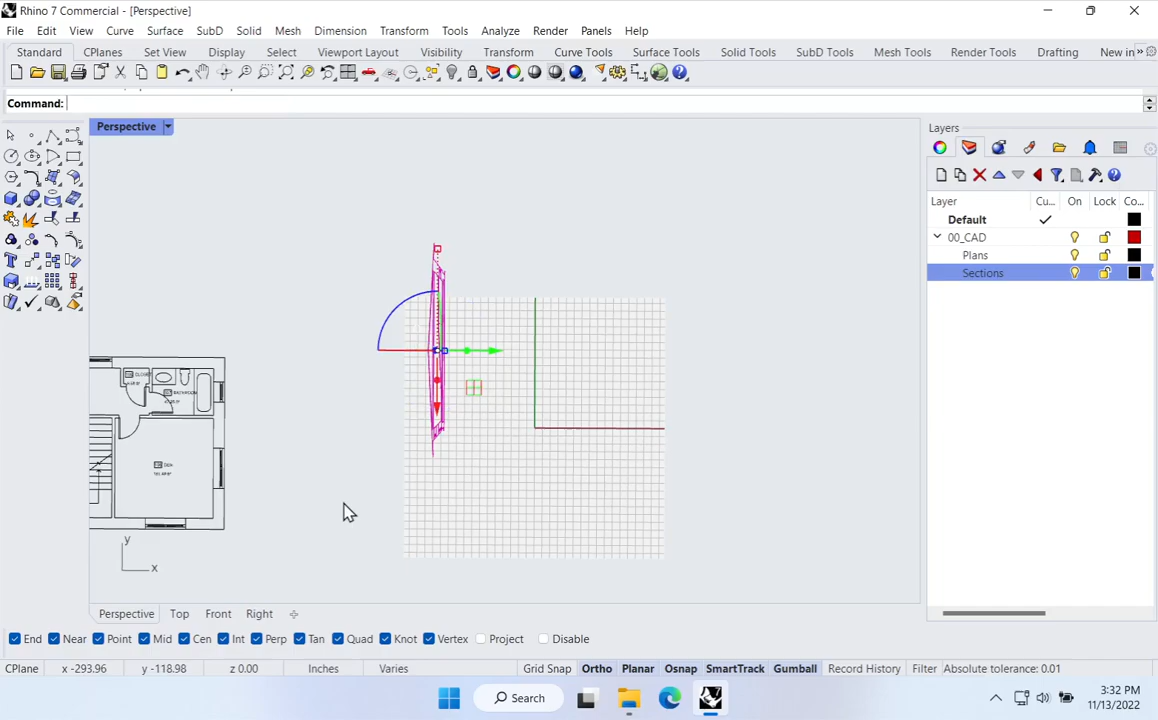 Rhino 7 Commercial - [Perspective]
File Edit View Curve Surface Solid SubD Mesh Dimension Transform Tools Analyze Render Panels Help
Standard CPlanes Set View Display Select Viewport Layout Visibility Transform Curve Tools Surface Tools Solid Tools SubD Tools Mesh Tools Render Tools Drafting New in »
Command:
Perspective
Layers
Layer Cu... On Lock Co...
Default
00_CAD
Plans
Sections
y
x
Perspective Top Front Right
End Near Point Mid Cen Int Perp Tan Quad Knot Vertex Project Disable
CPlane x -293.96 y -118.98 z 0.00 Inches Varies Grid Snap Ortho Planar Osnap SmartTrack Gumball Record History Filter Absolute tolerance: 0.01
Search
3:32 PM
11/13/2022